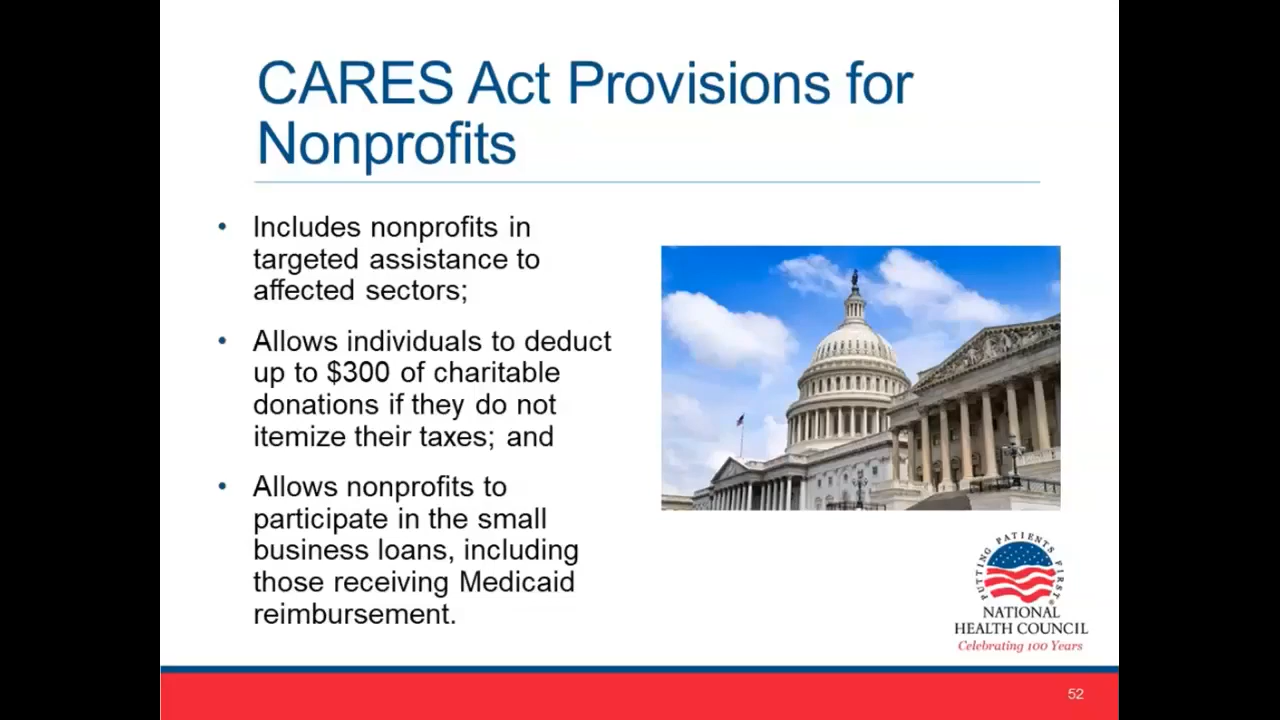 CARES Act Provisions for
Nonprofits
• Includes nonprofits in
targeted assistance to
affected sectors;
• Allows individuals to deduct
up to $300 of charitable
donations if they do not
itemize their taxes; and
• Allows nonprofits to
participate in the small
business loans, including
those receiving Medicaid
reimbursement.
PUTTING PATIENTS FIRST®
NATIONAL
HEALTH COUNCIL
Celebrating 100 Years
52